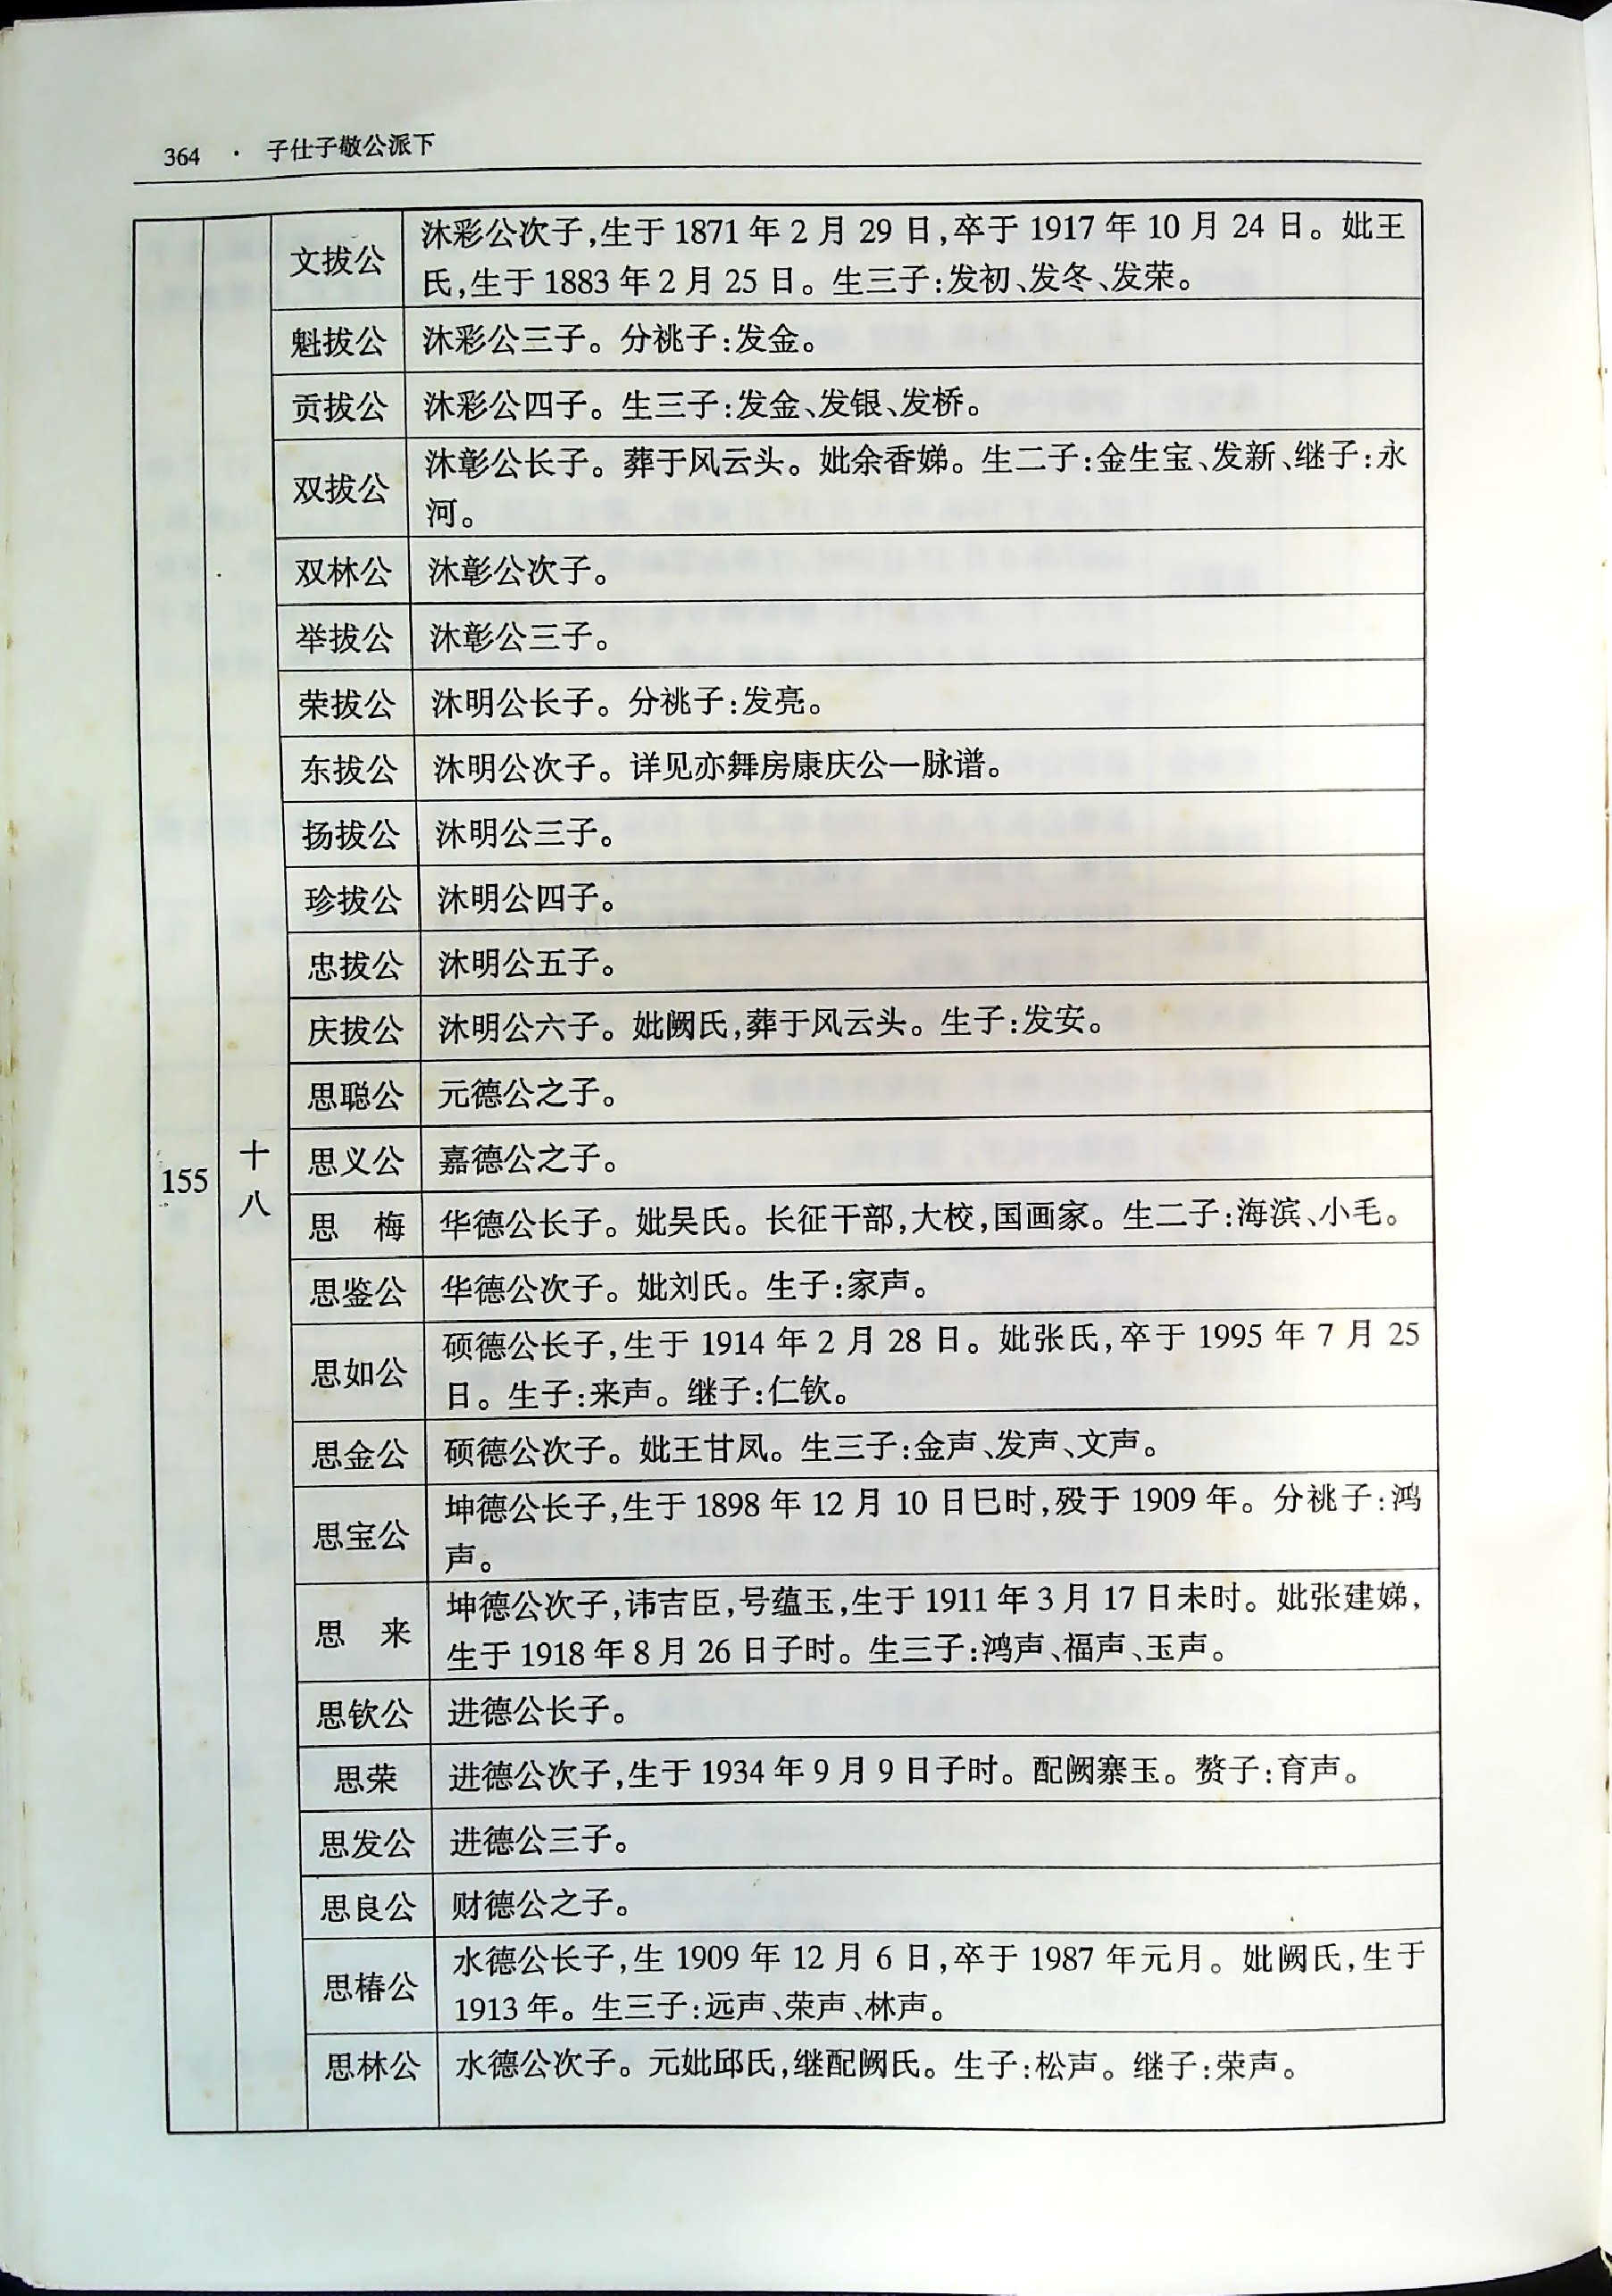 364 · 子仕子敬公派下
文拔公 沐彩公次子,生于 1871 年 2 月 29 日,卒于 1917 年 10 月 24 日。妣王
氏,生于 1883 年 2 月 25 日。生三子:发初、发冬、发荣。
魁拔公 沐彩公三子。分祧子:发金。
贡拔公 沐彩公四子。生三子:发金、发银、发桥。
双拔公 沐彰公长子。葬于风云头。妣余香娣。生二子:金生宝、发新、继子:永
河。
双林公 沐彰公次子。
举拔公 沐彰公三子。
荣拔公 沐明公长子。分祧子:发亮。
东拔公 沐明公次子。详见亦舞房康庆公一脉谱。
扬拔公 沐明公三子。
珍拔公 沐明公四子。
忠拔公 沐明公五子。
庆拔公 沐明公六子。妣阙氏,葬于风云头。生子:发安。
思聪公 元德公之子。
155 十八 思义公 嘉德公之子。
思 梅 华德公长子。妣吴氏。长征干部,大校,国画家。生二子:海滨、小毛。
思鉴公 华德公次子。妣刘氏。生子:家声。
思如公 硕德公长子,生于 1914 年 2 月 28 日。妣张氏,卒于 1995 年 7 月 25
日。生子:来声。继子:仁钦。
思金公 硕德公次子。妣王甘凤。生三子:金声、发声、文声。
思宝公 坤德公长子,生于 1898 年 12 月 10 日巳时,殁于 1909 年。分祧子:鸿
声。
思 来 坤德公次子,讳吉臣,号蕴玉,生于 1911 年 3 月 17 日未时。妣张建娣,
生于 1918 年 8 月 26 日子时。生三子:鸿声、福声、玉声。
思钦公 进德公长子。
思荣 进德公次子,生于 1934 年 9 月 9 日子时。配阙寨玉。赘子:育声。
思发公 进德公三子。
思良公 财德公之子。
思椿公 水德公长子,生 1909 年 12 月 6 日,卒于 1987 年元月。妣阙氏,生于
1913 年。生三子:远声、荣声、林声。
思林公 水德公次子。元妣邱氏,继配阙氏。生子:松声。继子:荣声。